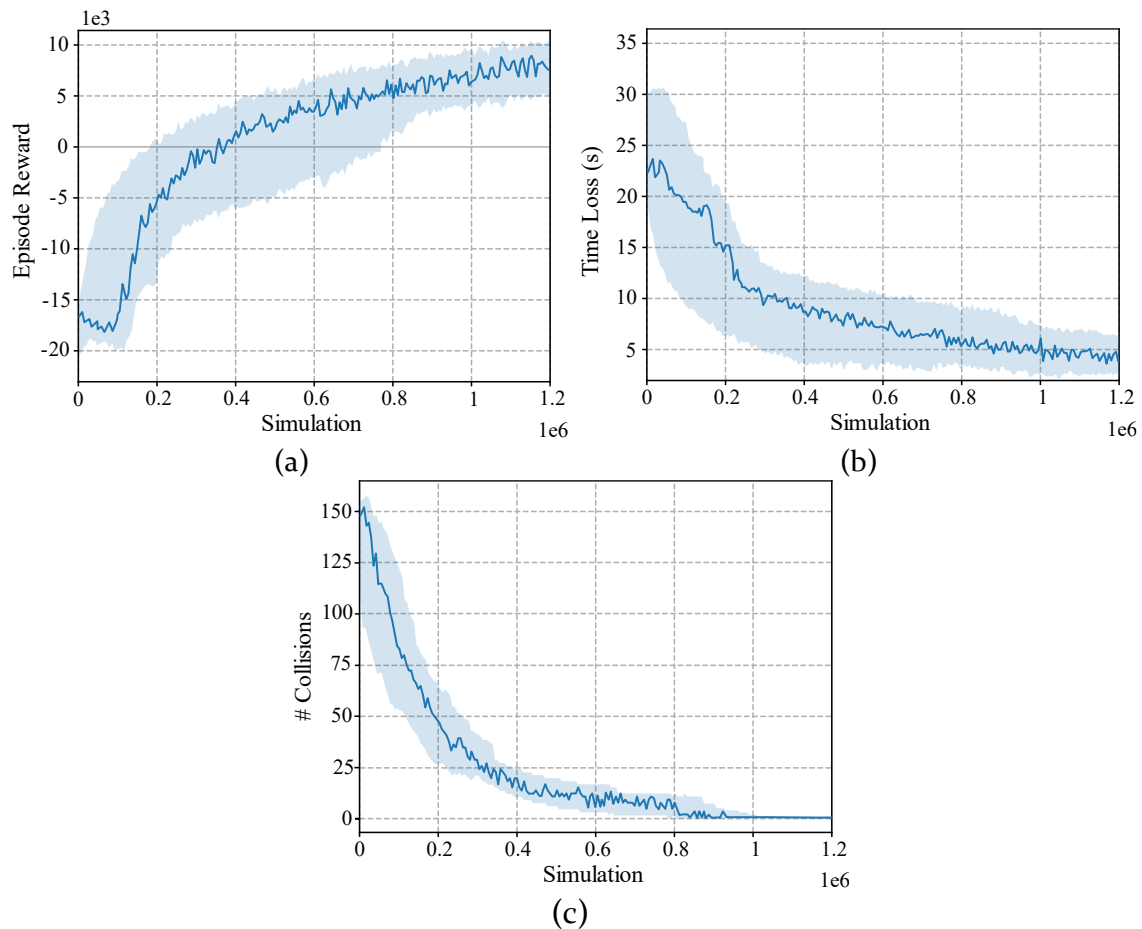 1e3
10
5
0
-5
-10
-15
-20
Episode Reward
0 0.2 0.4 0.6 0.8 1 1.2
Simulation
1e6
(a)
35
30
25
20
15
10
5
Time Loss (s)
0 0.2 0.4 0.6 0.8 1 1.2
Simulation
1e6
(b)
150
125
100
75
50
25
0
# Collisions
0 0.2 0.4 0.6 0.8 1 1.2
Simulation
1e6
(c)